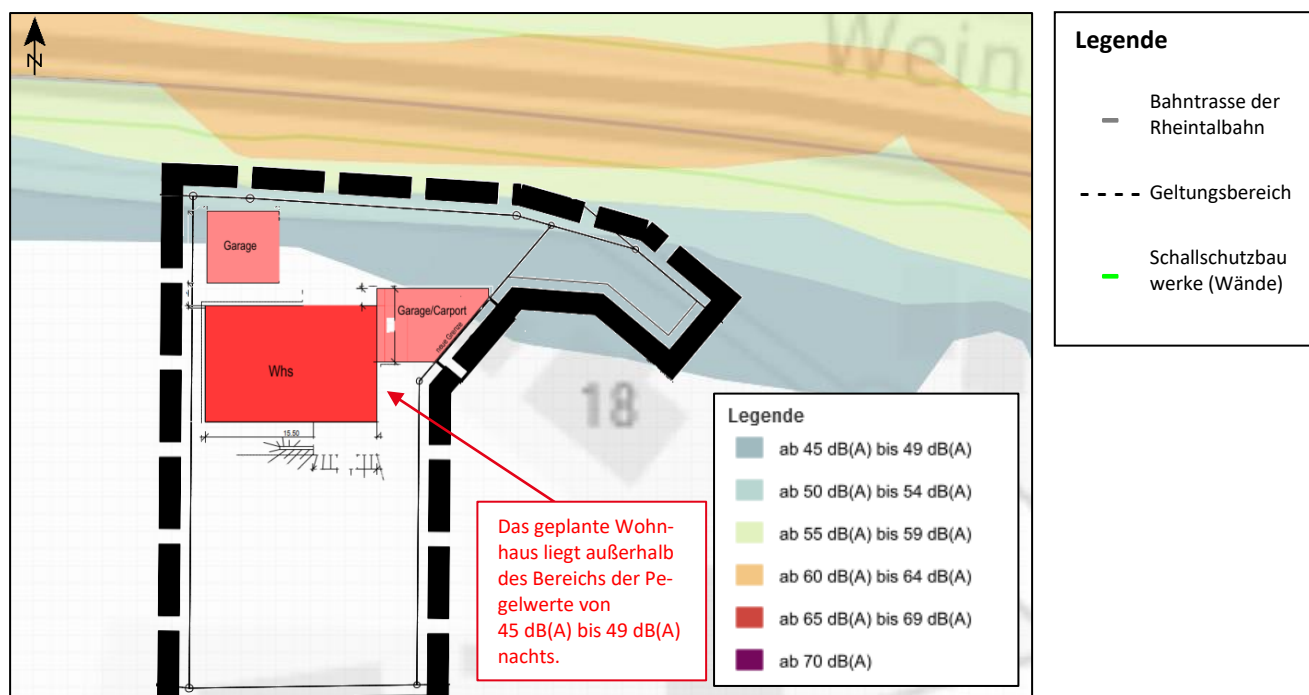 N
Wein
Garage
Garage/Carport
neue Grenze
Whs
18
15.50
Das geplante Wohn-
haus liegt außerhalb
des Bereichs der Pe-
gelwerte von
45 dB(A) bis 49 dB(A)
nachts.
Legende
ab 45 dB(A) bis 49 dB(A)
ab 50 dB(A) bis 54 dB(A)
ab 55 dB(A) bis 59 dB(A)
ab 60 dB(A) bis 64 dB(A)
ab 65 dB(A) bis 69 dB(A)
ab 70 dB(A)
Legende
Bahntrasse der
Rheintalbahn
Geltungsbereich
Schallschutzbau
werke (Wände)